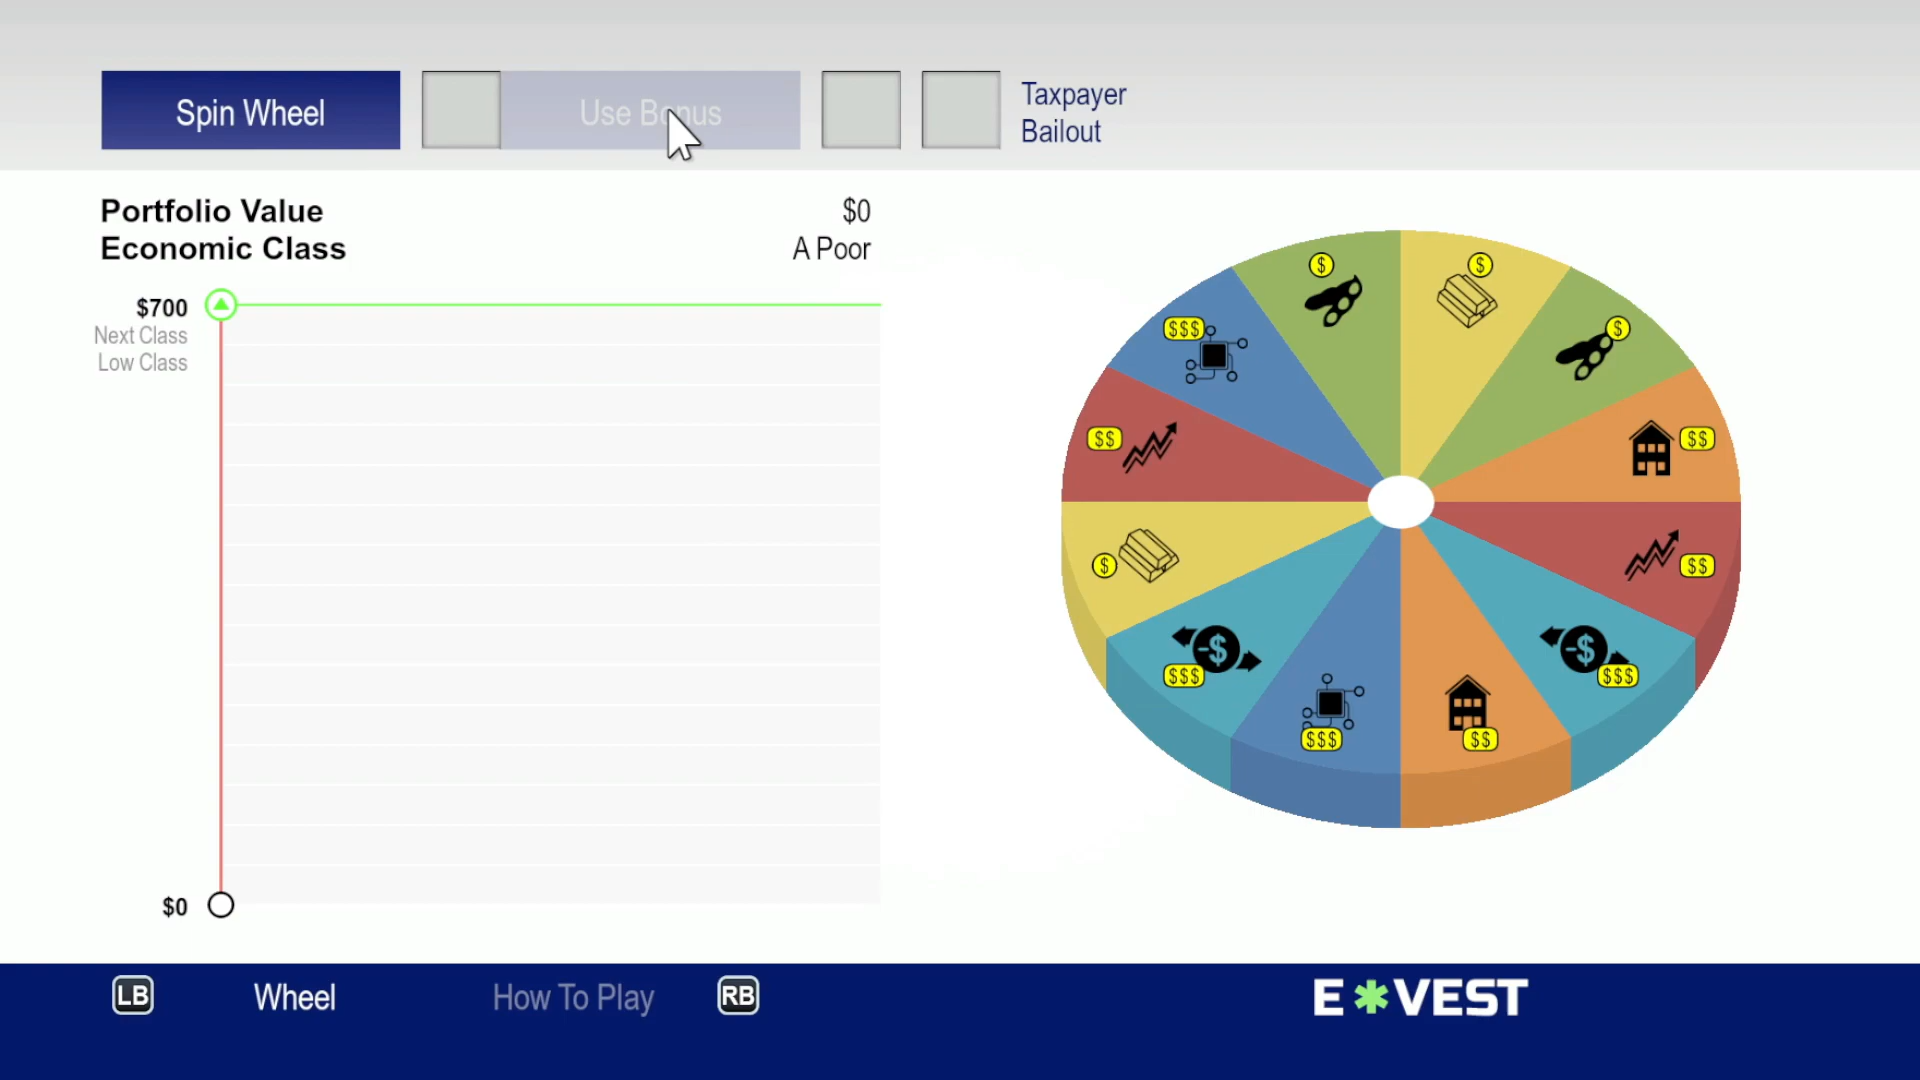 Spin Wheel
Use Bonus
Taxpayer
Bailout
Portfolio Value
$0
Economic Class
A Poor
$700
Next Class
Low Class
$0
$
$
$$$
$
$$
$$
$
$$
$$$
-$
-$
$$$
$$$
$$
LB
Wheel
How To Play
RB
E*VEST